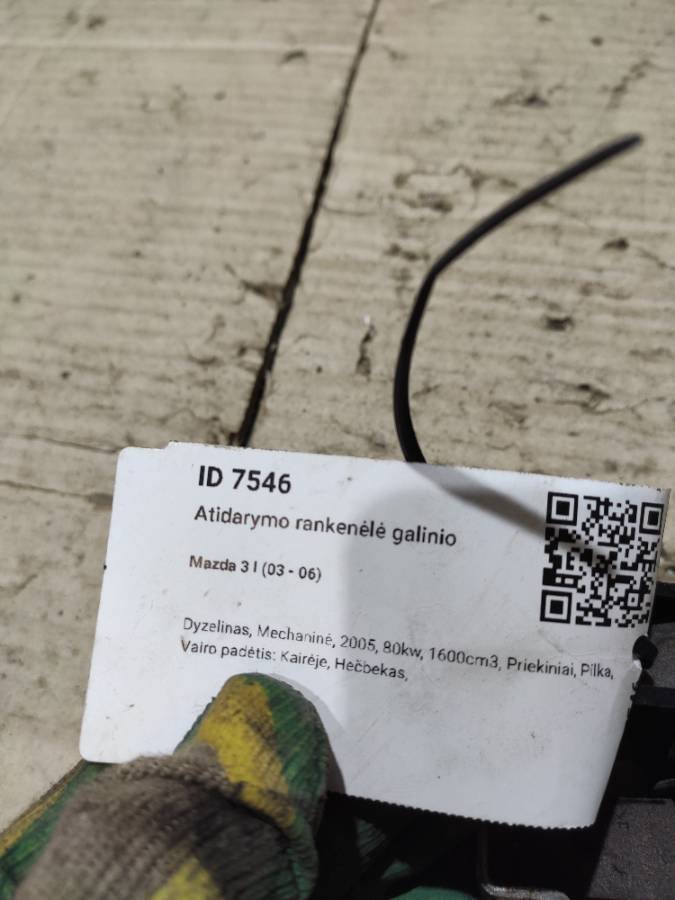 ID 7546
Atidarymo rankenėlė galinio
Mazda 3 I (03 - 06)
Dyzelinas, Mechaninė, 2005, 80kw, 1600cm3, Priekiniai, Pilka,
Vairo padėtis: Kairėje, Hečbekas,